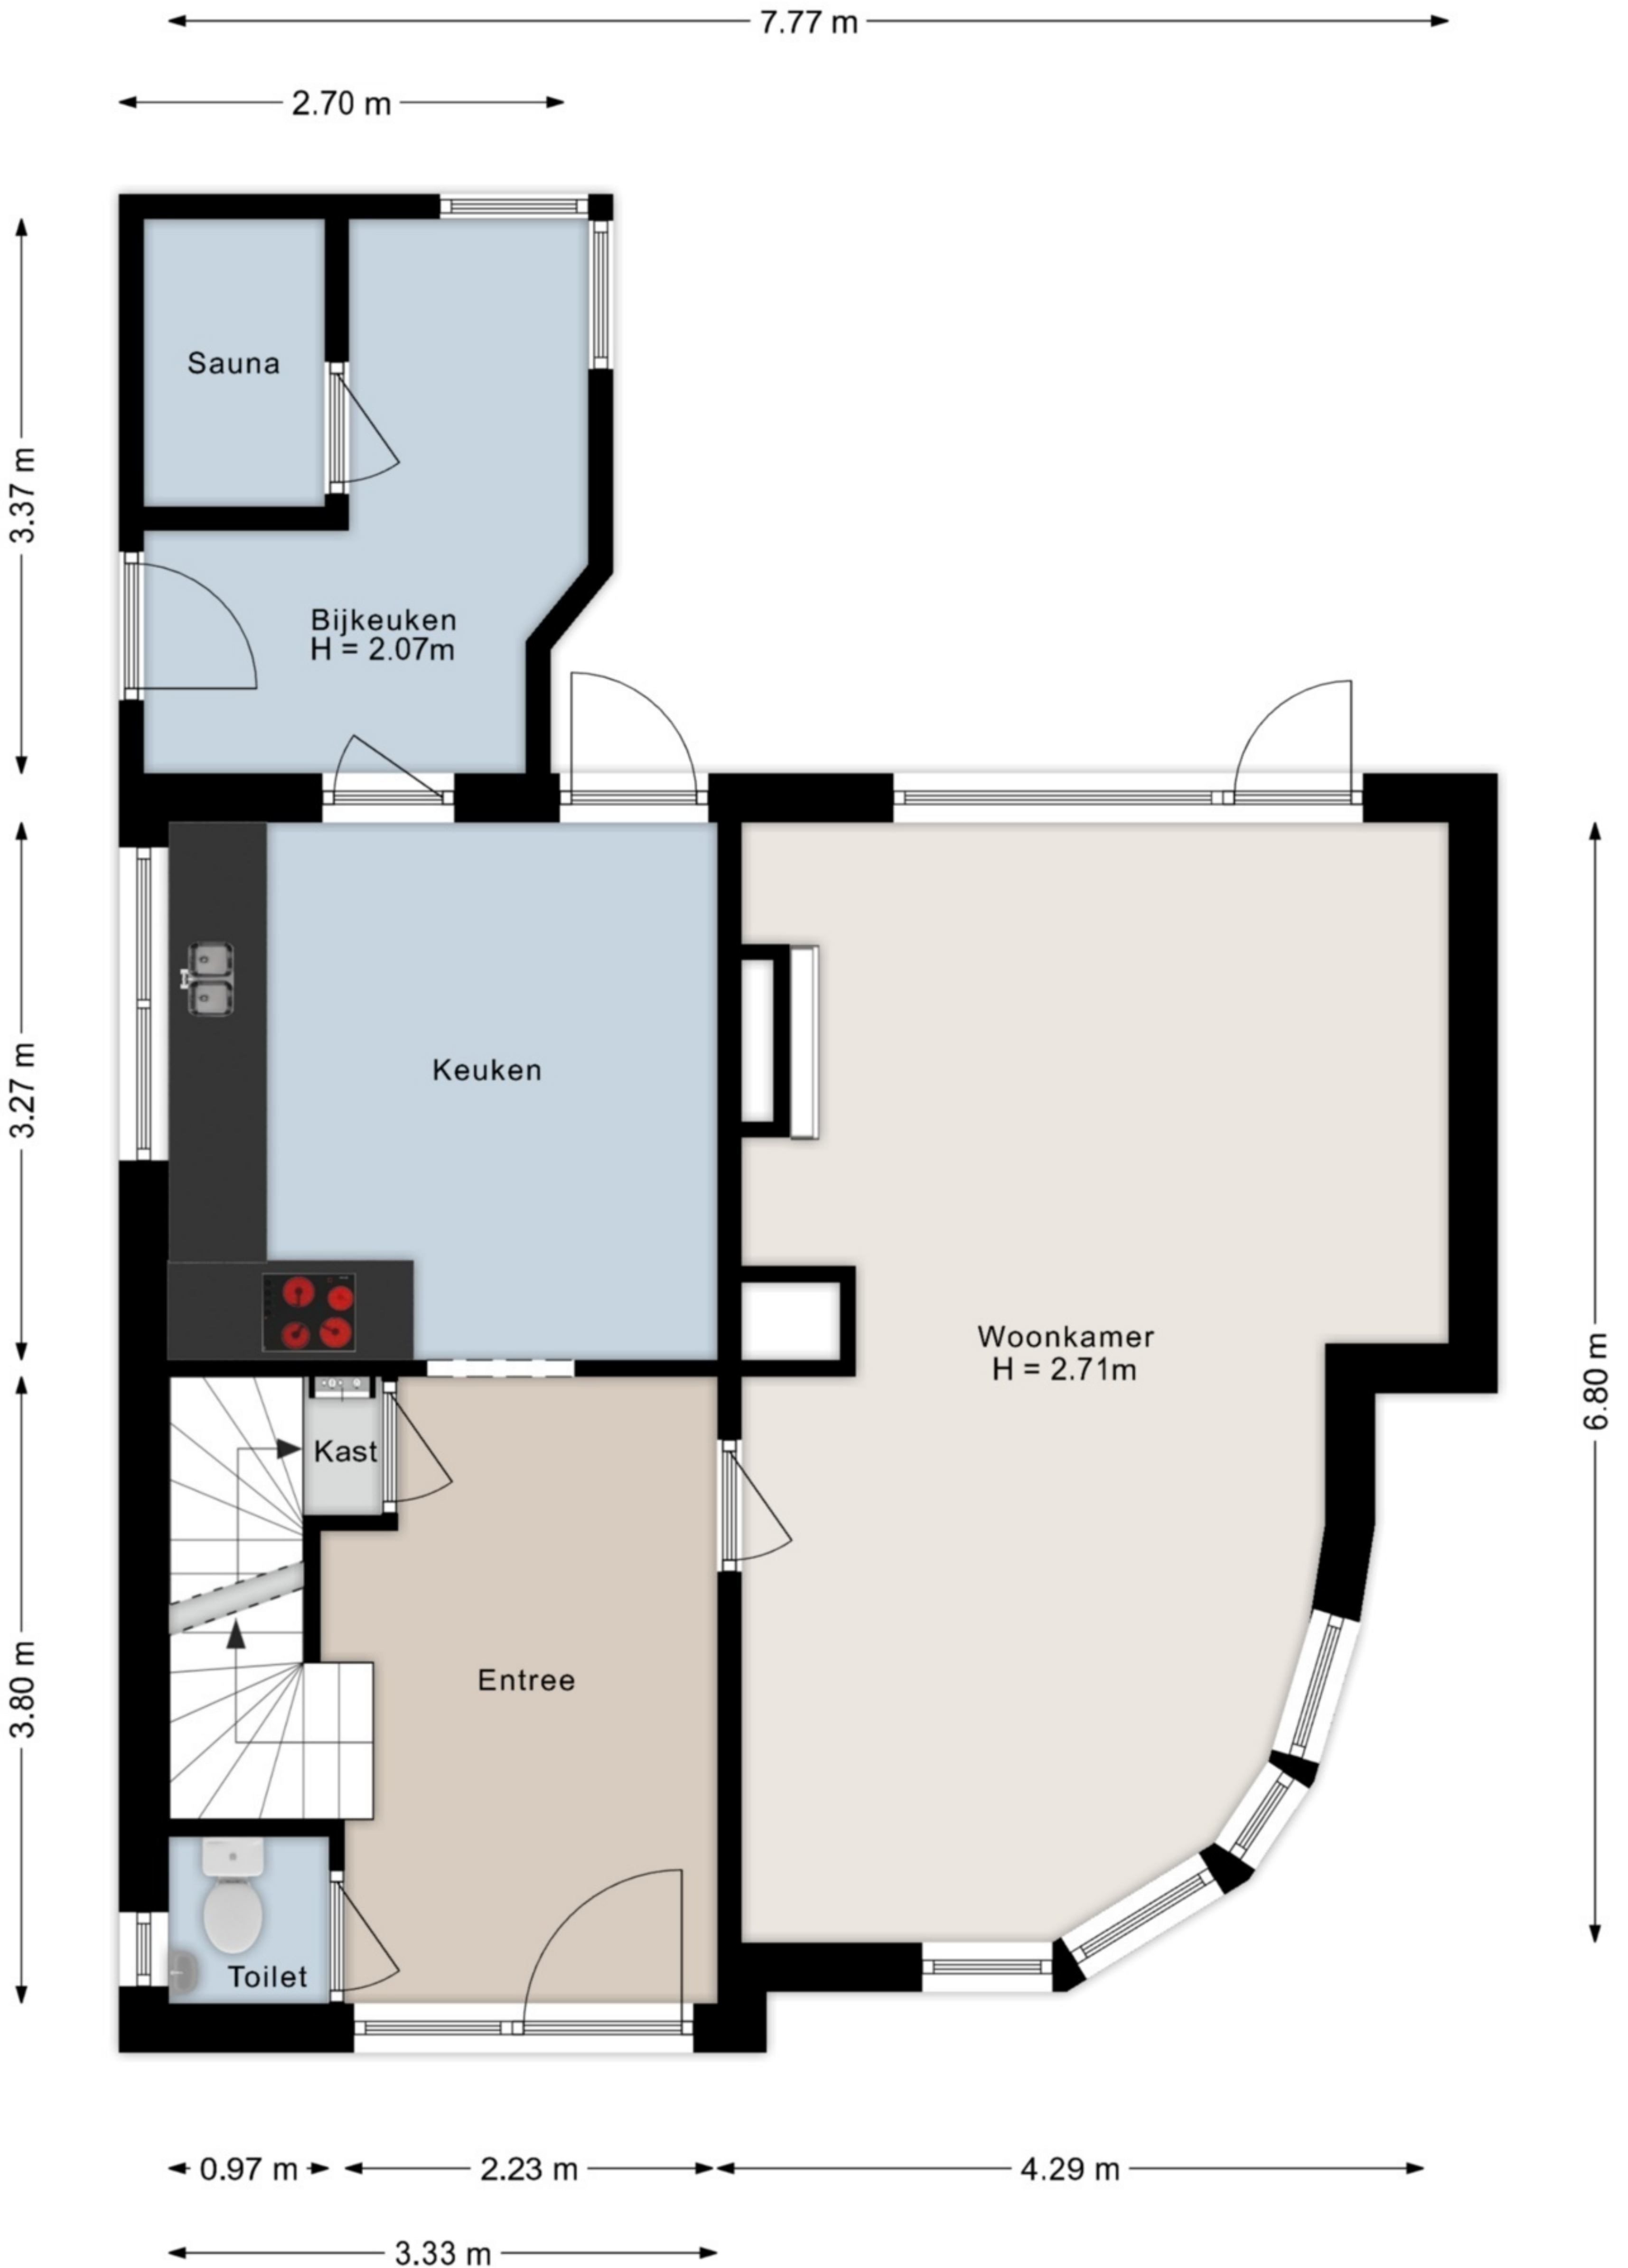 7.77 m
2.70 m
Sauna
3.37 m
Bijkeuken
H = 2.07m
3.27 m
Keuken
Woonkamer
H = 2.71m
6.80 m
Kast
3.80 m
Entree
Toilet
0.97 m
2.23 m
4.29 m
3.33 m